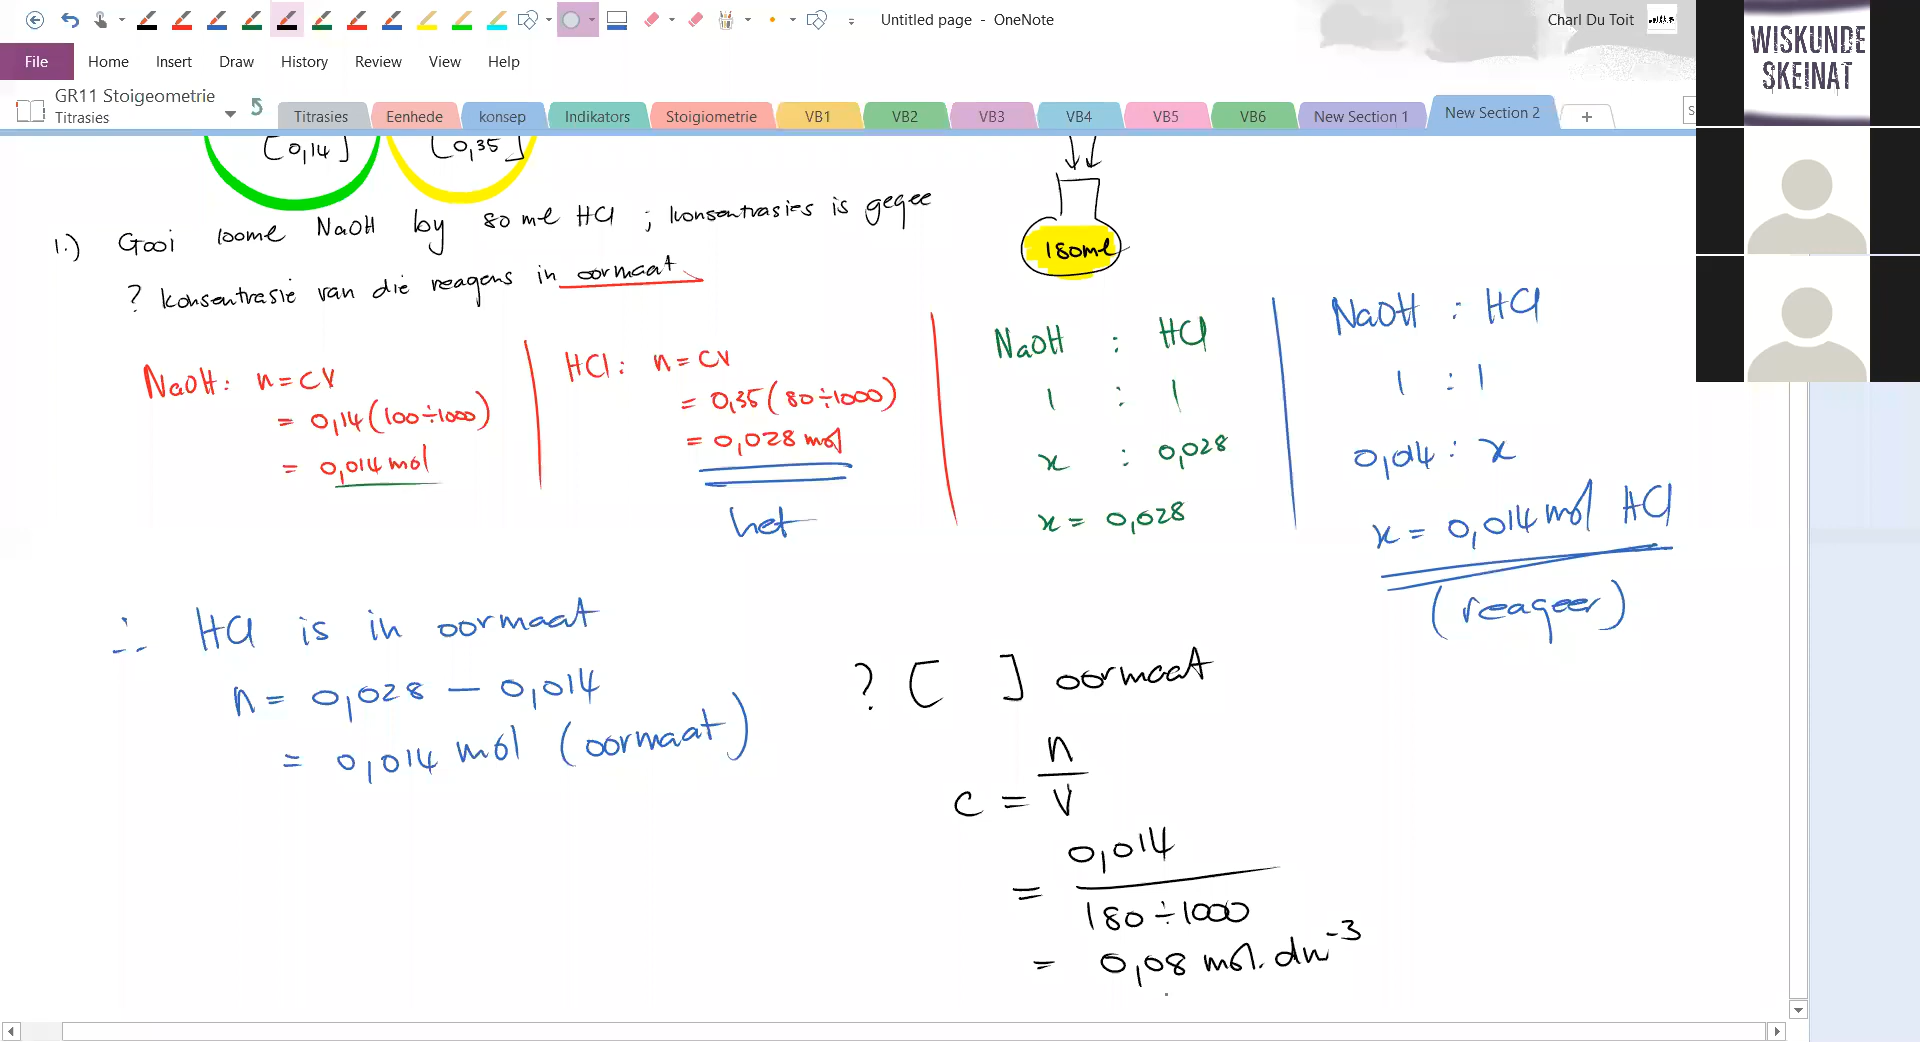 Untitled page - OneNote
Charl Du Toit
File Home Insert Draw History Review View Help
GR11 Stoigeometrie
Titrasies
Titrasies Eenhede konsep Indikators Stoigiometrie VB1 VB2 VB3 VB4 VB5 VB6 New Section 1 New Section 2 +
WISKUNDE
SKEINAT
[0,14] [0,35]
1.) Gooi 100ml NaOH by 80 ml HCl ; konsentrasies is gegee
? konsentrasie van die reagens in oormaat
180ml
NaOH: n = CV
= 0,14 (100÷1000)
= 0,014 mol
HCl: n = CV
= 0,35 (80÷1000)
= 0,028 mol
het
NaOH : HCl
1 : 1
x : 0,028
x = 0,028
NaOH : HCl
1 : 1
0,014 : x
x = 0,014 mol HCl
(reageer)
∴ HCl is in oormaat
n = 0,028 – 0,014
= 0,014 mol (oormaat)
? [ ] oormaat
c = n/V
= 0,014 / 180÷1000
= 0,08 mol.dm⁻³